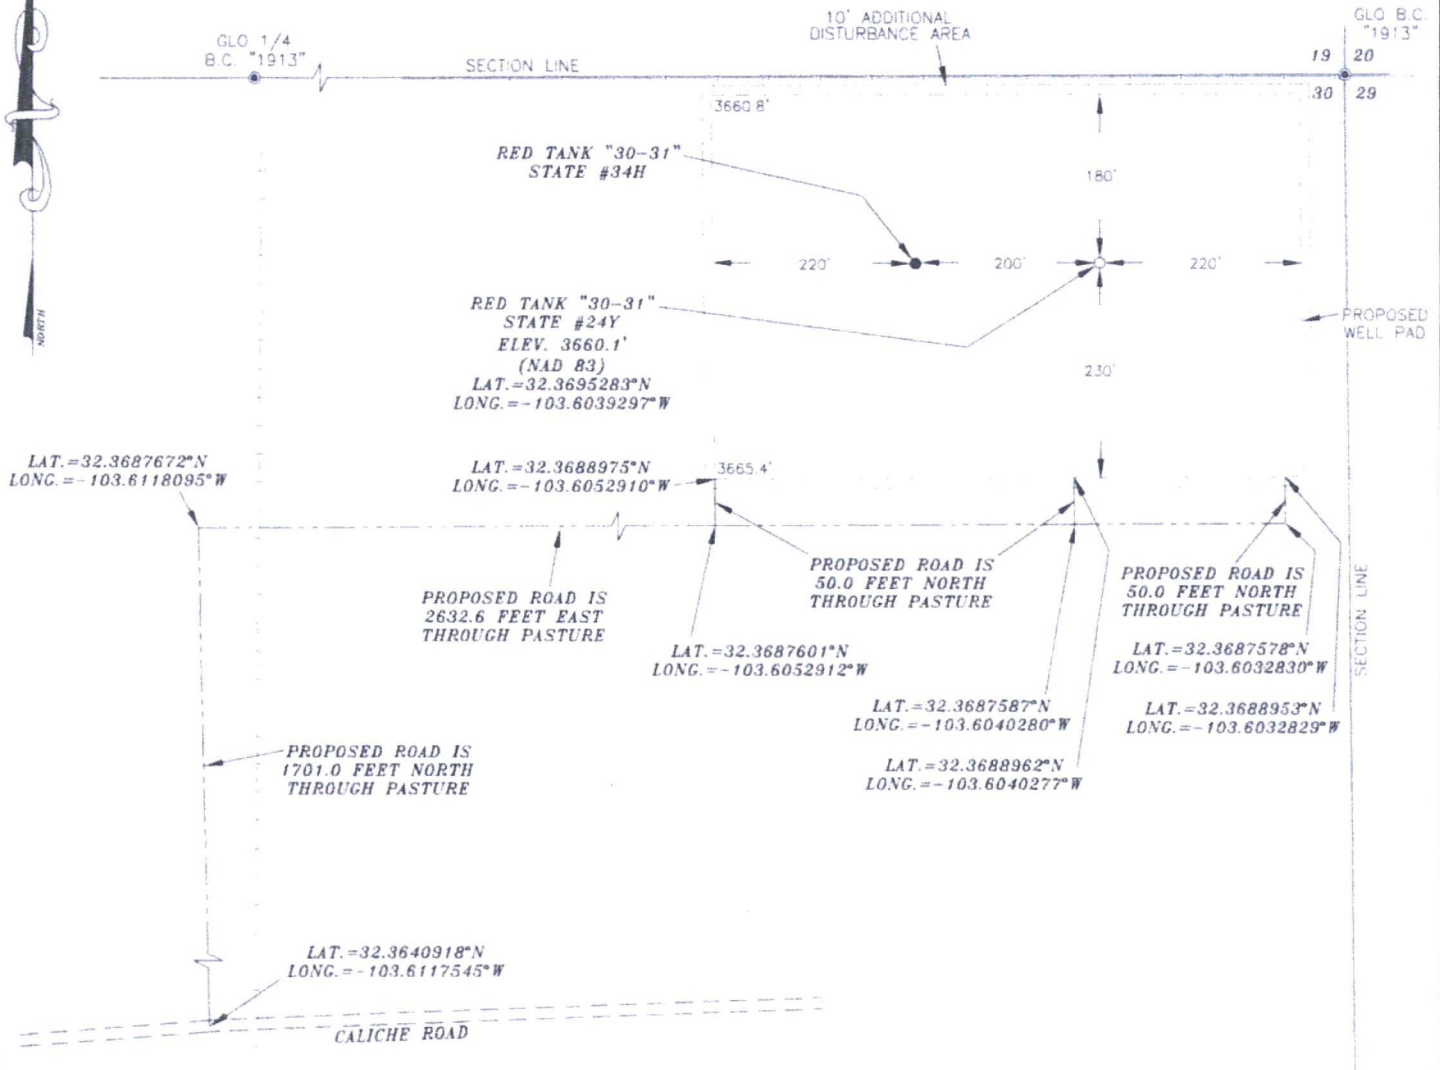 GLO 1/4
B.C. "1913"
SECTION LINE
10' ADDITIONAL
DISTURBANCE AREA
GLO B.C.
"1913"
19 20
30 29
3660.8'
RED TANK "30-31"
STATE #34H
180'
220'
200'
220'
NORTH
RED TANK "30-31"
STATE #24Y
ELEV. 3660.1'
(NAD 83)
LAT.=32.3695283°N
LONG.=-103.6039297°W
PROPOSED
WELL PAD
230'
LAT.=32.3687672°N
LONG.=-103.6118095°W
LAT.=32.3688975°N
LONG.=-103.6052910°W
3665.4'
PROPOSED ROAD IS
2632.6 FEET EAST
THROUGH PASTURE
PROPOSED ROAD IS
50.0 FEET NORTH
THROUGH PASTURE
PROPOSED ROAD IS
50.0 FEET NORTH
THROUGH PASTURE
SECTION LINE
LAT.=32.3687601°N
LONG.=-103.6052912°W
LAT.=32.3687578°N
LONG.=-103.6032830°W
LAT.=32.3687587°N
LONG.=-103.6040280°W
LAT.=32.3688953°N
LONG.=-103.6032829°W
PROPOSED ROAD IS
1701.0 FEET NORTH
THROUGH PASTURE
LAT.=32.3688962°N
LONG.=-103.6040277°W
LAT.=32.3640918°N
LONG.=-103.6117545°W
CALICHE ROAD